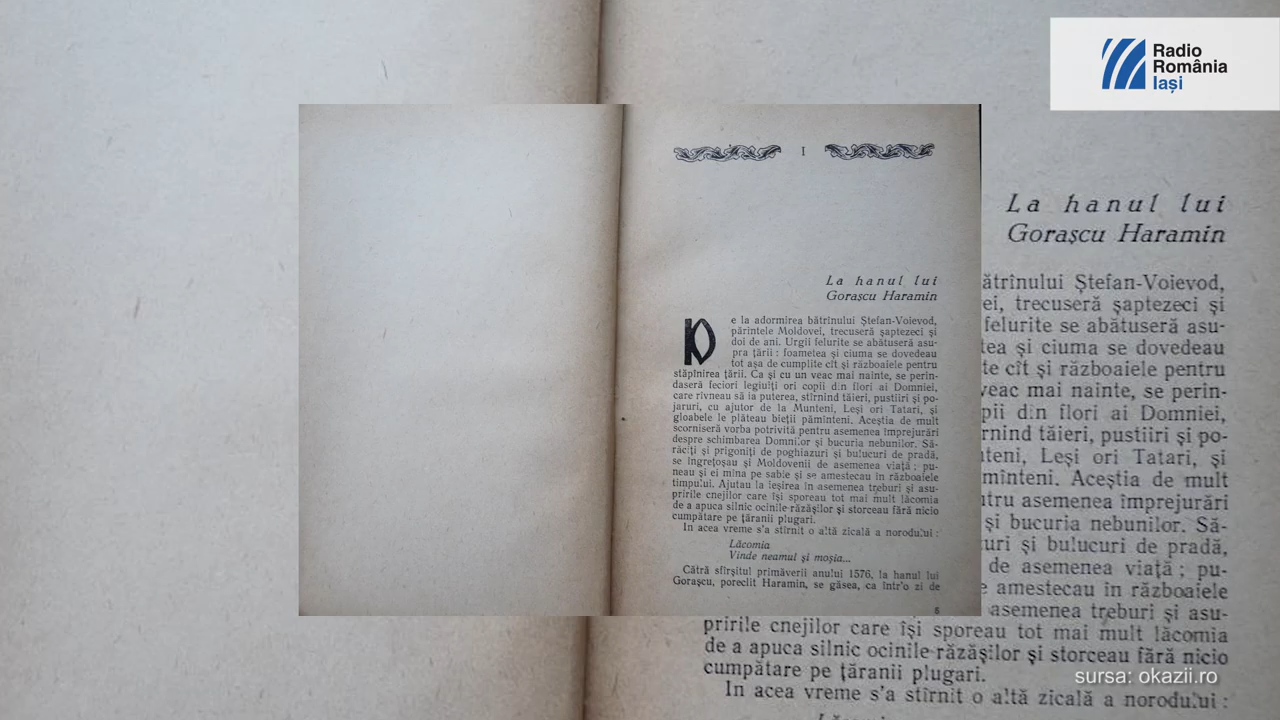 Radio
România
Iași
I
La hanul lui
Gorașcu Haramin
De la adormirea bătrînului Ștefan-Voievod,
părintele Moldovei, trecuseră șaptezeci și
doi de ani. Urgii felurite se abătuseră asu-
pra țării : foametea și ciuma se dovedeau
tot așa de cumplite cît și războaiele pentru
stăpînirea țării. Ca și cu un veac mai nainte, se perin-
daseră feciori legiuiți ori copii din flori ai Domniei,
care rîvneau să ia puterea, stîrnind tăieri, pustiiri și po-
jaruri, cu ajutor de la Munteni, Leși ori Tatari, și
gloabele le plăteau bieții pămînteni. Aceștia de mult
scorniseră vorba potrivită pentru asemenea împrejurări
despre schimbarea Domnilor și bucuria nebunilor. Să-
răciți și prigoniți de poghiazuri și bulucuri de pradă,
se îngrețoșau și Moldovenii de asemenea viață ; pu-
neau și ei mîna pe sabie și se amestecau în războaiele
timpului. Ajutau la ieșirea în asemenea treburi și asu-
pririle cnejilor care își sporeau tot mai mult lăcomia
de a apuca silnic ocinile răzășilor și storceau fără nicio
cumpătare pe țăranii plugari.
In acea vreme s'a stîrnit o altă zicală a norodului :
Lăcomia
Vinde neamul și moșia...
Cătră sfîrșitul primăverii anului 1576, la hanul lui
Gorașcu, poreclit Haramin, se găsea, ca într'o zi de
La hanul lui
Gorașcu Haramin
ătrînului Ștefan-Voievod,
ei, trecuseră șaptezeci și
felurite se abătuseră asu-
tea și ciuma se dovedeau
te cît și războaiele pentru
veac mai nainte, se perin-
pii din flori ai Domniei,
rnind tăieri, pustiiri și po-
nteni, Leși ori Tatari, și
mînteni. Aceștia de mult
ntru asemenea împrejurări
și bucuria nebunilor. Să-
zuri și bulucuri de pradă,
de asemenea viață ; pu-
e amestecau în războaiele
asemenea treburi și asu-
pririle cnejilor care își sporeau tot mai mult lăcomia
de a apuca silnic ocinile răzășilor și storceau fără nicio
cumpătare pe țăranii plugari.
sursa: okazii.ro
In acea vreme s'a stîrnit o altă zicală a norodului :